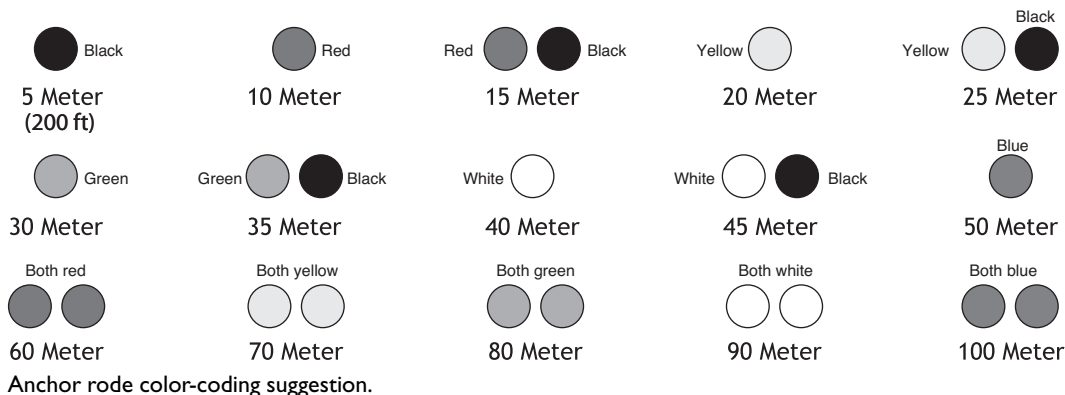 Black
Red
Red Black
Yellow
Yellow Black
5 Meter
(200 ft)
10 Meter
15 Meter
20 Meter
25 Meter
Green
Green Black
White
White Black
Blue
30 Meter
35 Meter
40 Meter
45 Meter
50 Meter
Both red
Both yellow
Both green
Both white
Both blue
60 Meter
70 Meter
80 Meter
90 Meter
100 Meter
Anchor rode color-coding suggestion.